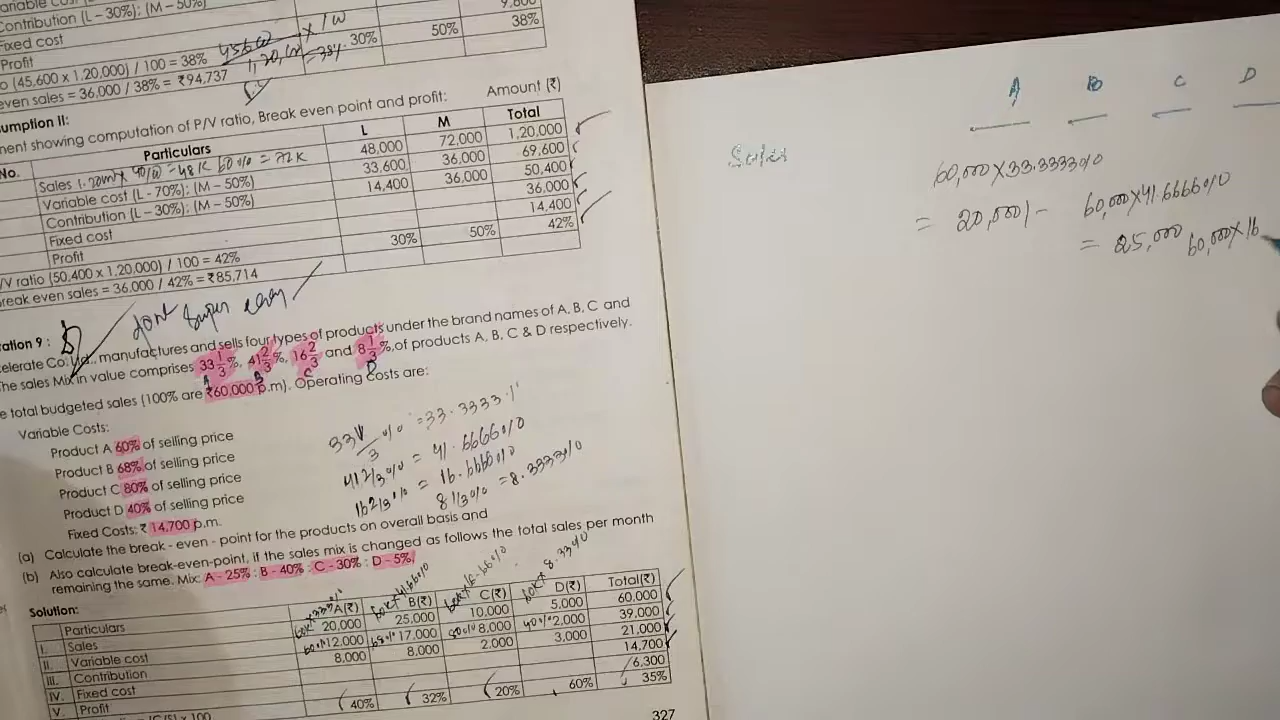 Contribution (L – 30%); (M – 50%)
Fixed cost
Profit 30% 50% 38%
o (45,600 x 1,20,000) / 100 = 38%
even sales = 36,000 / 38% = ₹94,737
umption II:
ment showing computation of P/V ratio, Break even point and profit: Amount (₹)
No. Particulars L M Total
Sales 48,000 72,000 1,20,000
Variable cost (L - 70%); (M – 50%) 33,600 36,000 69,600
Contribution (L – 30%); (M – 50%) 14,400 36,000 50,400
Fixed cost 36,000
Profit 14,400
30% 50% 42%
/V ratio (50,400 x 1,20,000) / 100 = 42%
reak even sales = 36,000 / 42% = ₹85,714
super easy
ration 9 :
celerate Co. Ltd., manufactures and sells four types of products under the brand names of A, B, C and
The sales Mix in value comprises 33 1/3%, 41 2/3%, 16 2/3 and 8 1/3%, of products A, B, C & D respectively.
A B C D
e total budgeted sales (100% are ₹60,000 p.m). Operating Costs are:
Variable Costs:
Product A 60% of selling price
Product B 68% of selling price
Product C 80% of selling price
Product D 40% of selling price
Fixed Costs: ₹ 14,700 p.m.
33 1/3 % = 33.3333%
41 2/3% = 41.6666%
16 2/3% = 16.6666%
8 1/3% = 8.3333%
(a) Calculate the break - even - point for the products on overall basis and
(b) Also calculate break-even-point, if the sales mix is changed as follows the total sales per month
remaining the same. Mix: A - 25% : B - 40% : C - 30% : D - 5%.
Solution:
Particulars A(₹) B(₹) C(₹) D(₹) Total(₹)
I. Sales 20,000 25,000 10,000 5,000 60,000
II. Variable cost 60% 12,000 68% 17,000 80% 8,000 40% 2,000 39,000
III. Contribution 8,000 8,000 2,000 3,000 21,000
IV. Fixed cost 14,700
V. Profit 6,300
40% 32% 20% 60% 35%
327
A B C D
Sales
60,000 x 33.3333%
= 20,000/-
60,000 x 41.6666%
= 25,000
60,000 x 16